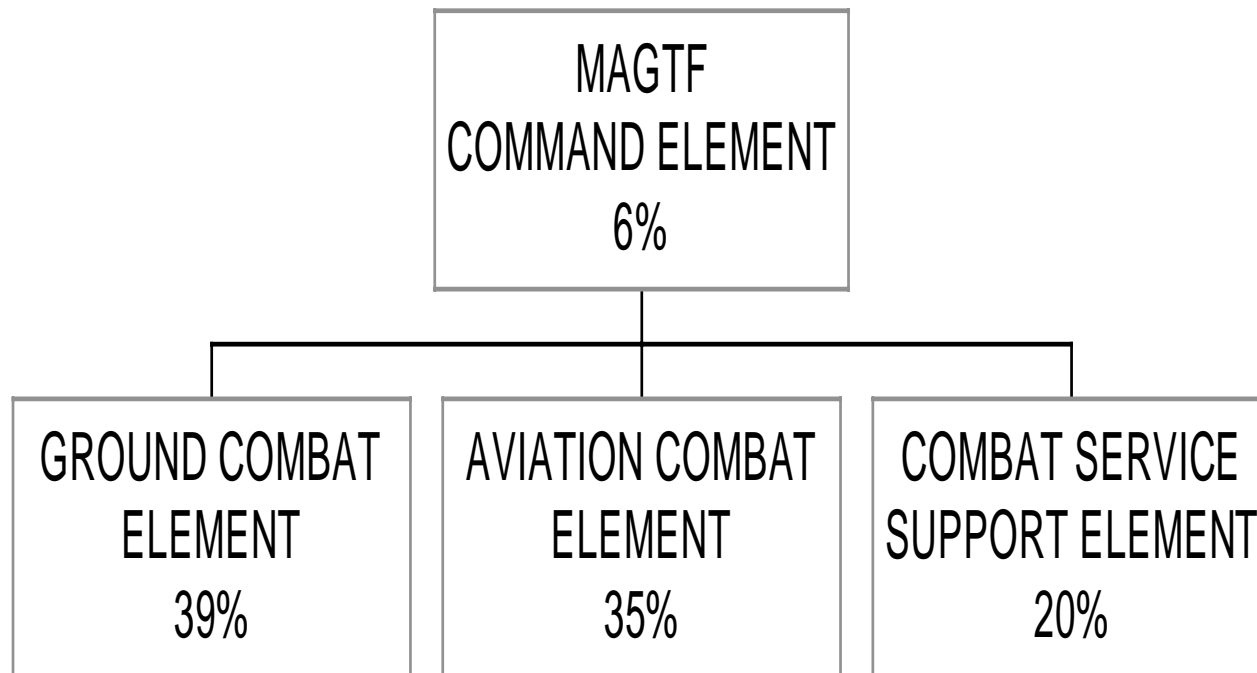 MAGTF
COMMAND ELEMENT
6%
GROUND COMBAT
ELEMENT
39%
AVIATION COMBAT
ELEMENT
35%
COMBAT SERVICE
SUPPORT ELEMENT
20%